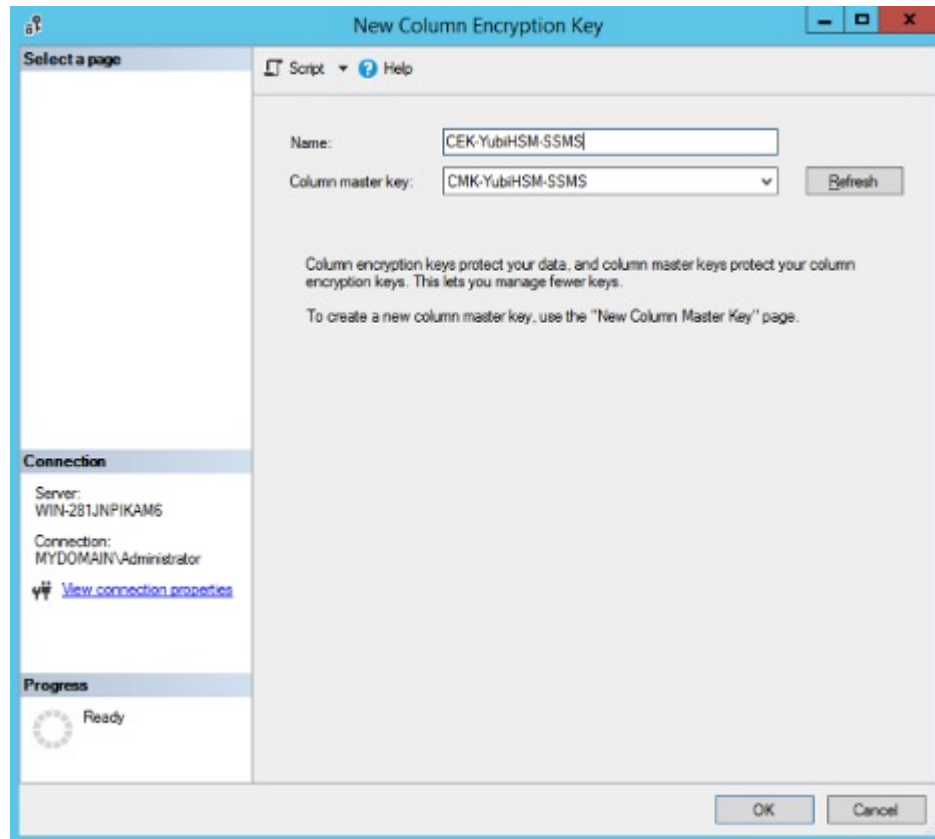 New Column Encryption Key
Select a page
Script Help
Name: CEK-YubiHSM-SSMS
Column master key: CMK-YubiHSM-SSMS Refresh
Column encryption keys protect your data, and column master keys protect your column
encryption keys. This lets you manage fewer keys.
To create a new column master key, use the "New Column Master Key" page.
Connection
Server:
WIN-281JNPIKAM6
Connection:
MYDOMAIN\Administrator
View connection properties
Progress
Ready
OK Cancel